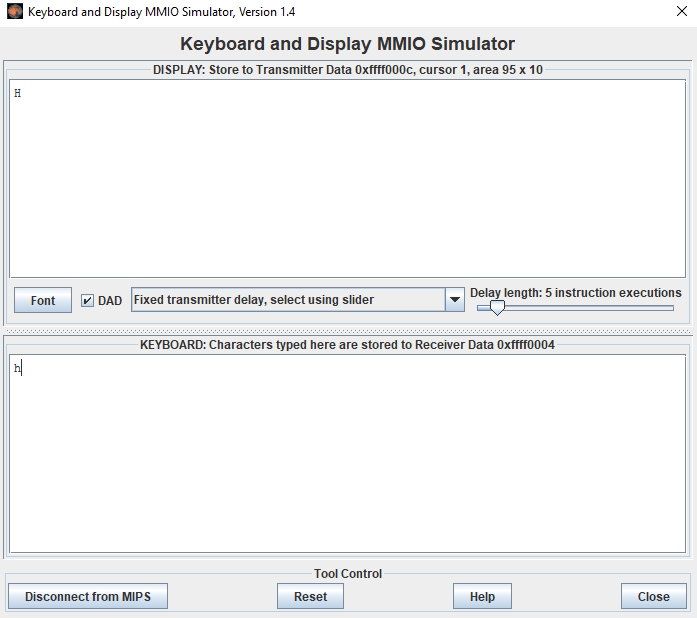 Keyboard and Display MMIO Simulator, Version 1.4
Keyboard and Display MMIO Simulator
DISPLAY: Store to Transmitter Data 0xffff000c, cursor 1, area 95 x 10
H
Font
DAD
Fixed transmitter delay, select using slider
Delay length: 5 instruction executions
KEYBOARD: Characters typed here are stored to Receiver Data 0xffff0004
h
Tool Control
Disconnect from MIPS
Reset
Help
Close